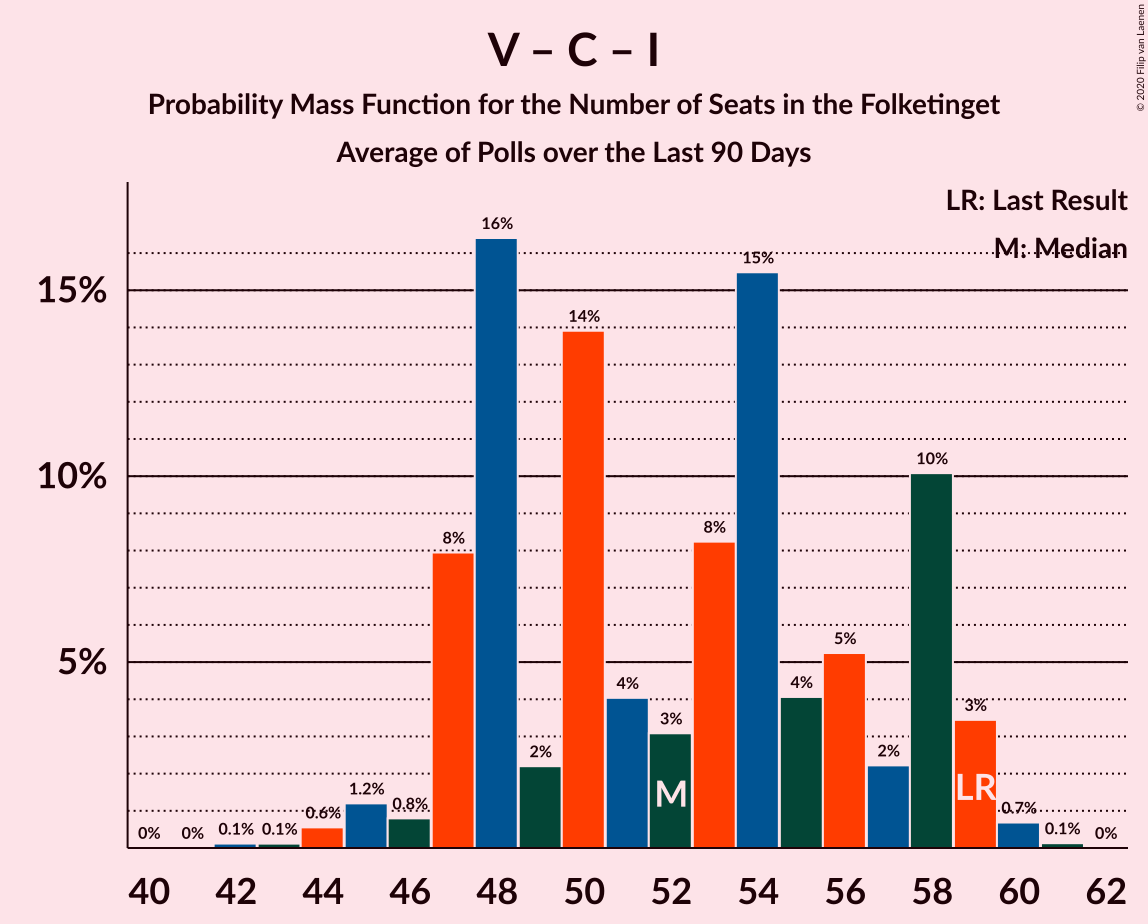 V – C – I
Probability Mass Function for the Number of Seats in the Folketinget
Average of Polls over the Last 90 Days
© 2020 Filip van Laenen
LR: Last Result
M: Median
15%
10%
5%
0%
0%
0.1%
0.1%
0.6%
1.2%
0.8%
8%
16%
2%
14%
4%
3%
8%
15%
4%
5%
2%
10%
3%
0.7%
0.1%
0%
M
LR
40 42 44 46 48 50 52 54 56 58 60 62